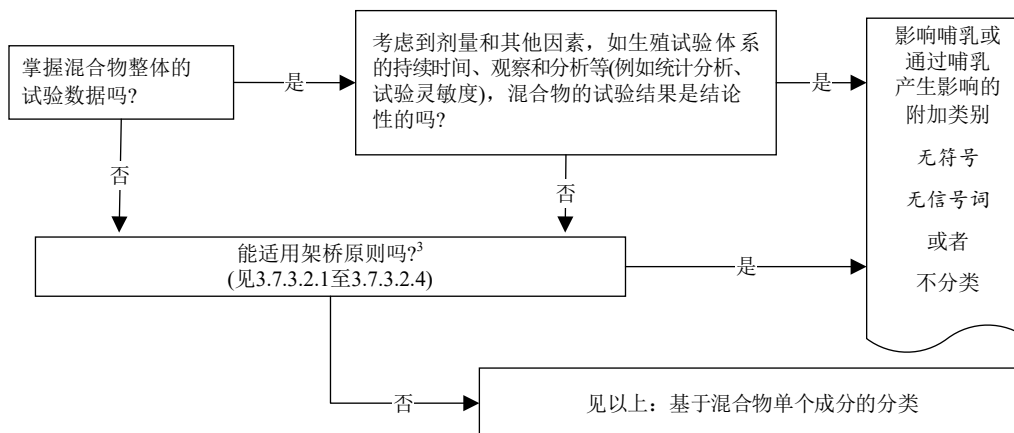 掌握混合物整体的
试验数据吗?
是
考虑到剂量和其他因素，如生殖试验体系
的持续时间、观察和分析等(例如统计分析、
试验灵敏度)，混合物的试验结果是结论
性的吗?
是
影响哺乳或
通过哺乳
产生影响的
附加类别
无符号
无信号词
或者
不分类
否
否
能适用架桥原则吗?³
(见3.7.3.2.1至3.7.3.2.4)
是
否
见以上：基于混合物单个成分的分类